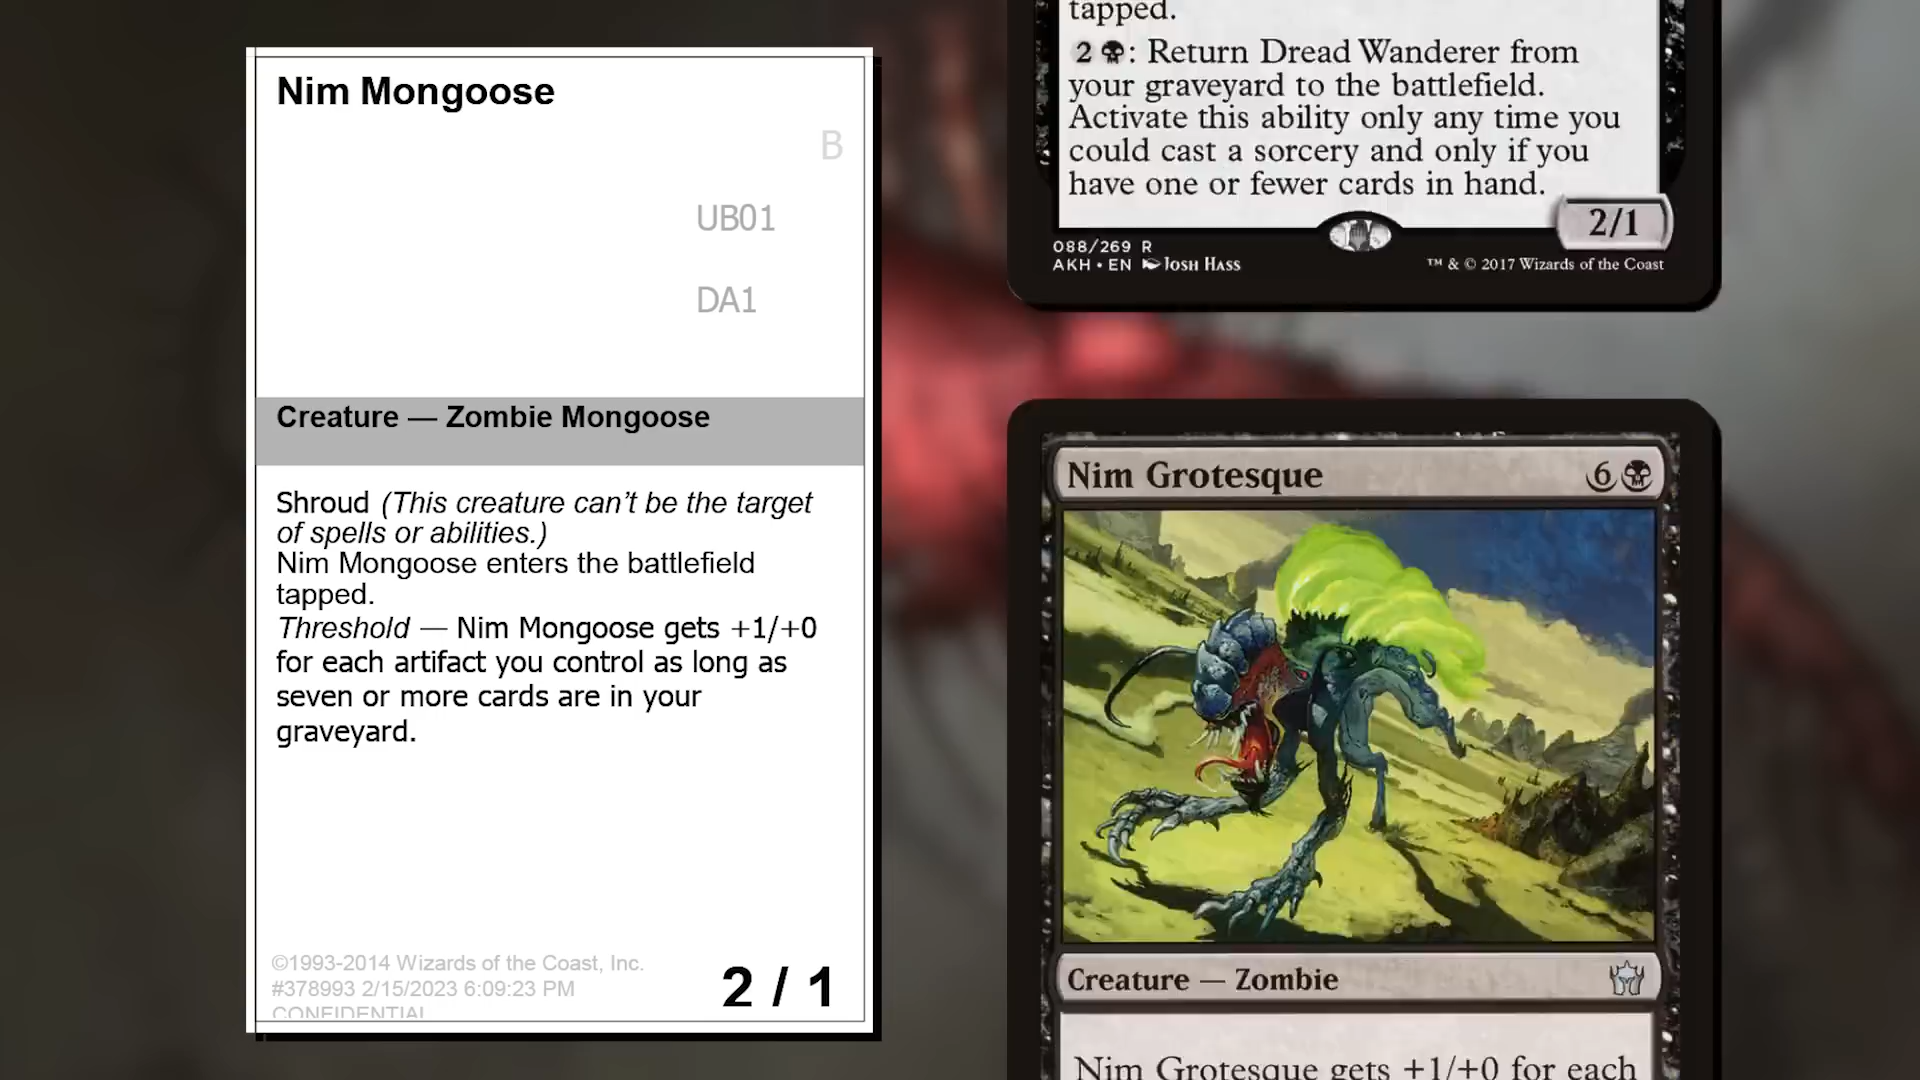 Nim Mongoose
B
UB01
DA1
Creature — Zombie Mongoose
Shroud (This creature can't be the target
of spells or abilities.)
Nim Mongoose enters the battlefield
tapped.
Threshold — Nim Mongoose gets +1/+0
for each artifact you control as long as
seven or more cards are in your
graveyard.
©1993-2014 Wizards of the Coast, Inc.
#378993 2/15/2023 6:09:23 PM
CONFIDENTIAL
2 / 1
tapped.
2 : Return Dread Wanderer from
your graveyard to the battlefield.
Activate this ability only any time you
could cast a sorcery and only if you
have one or fewer cards in hand.
2/1
088/269 R
AKH • EN Josh Hass
™ & © 2017 Wizards of the Coast
Nim Grotesque
6
Creature — Zombie
Nim Grotesque gets +1/+0 for each